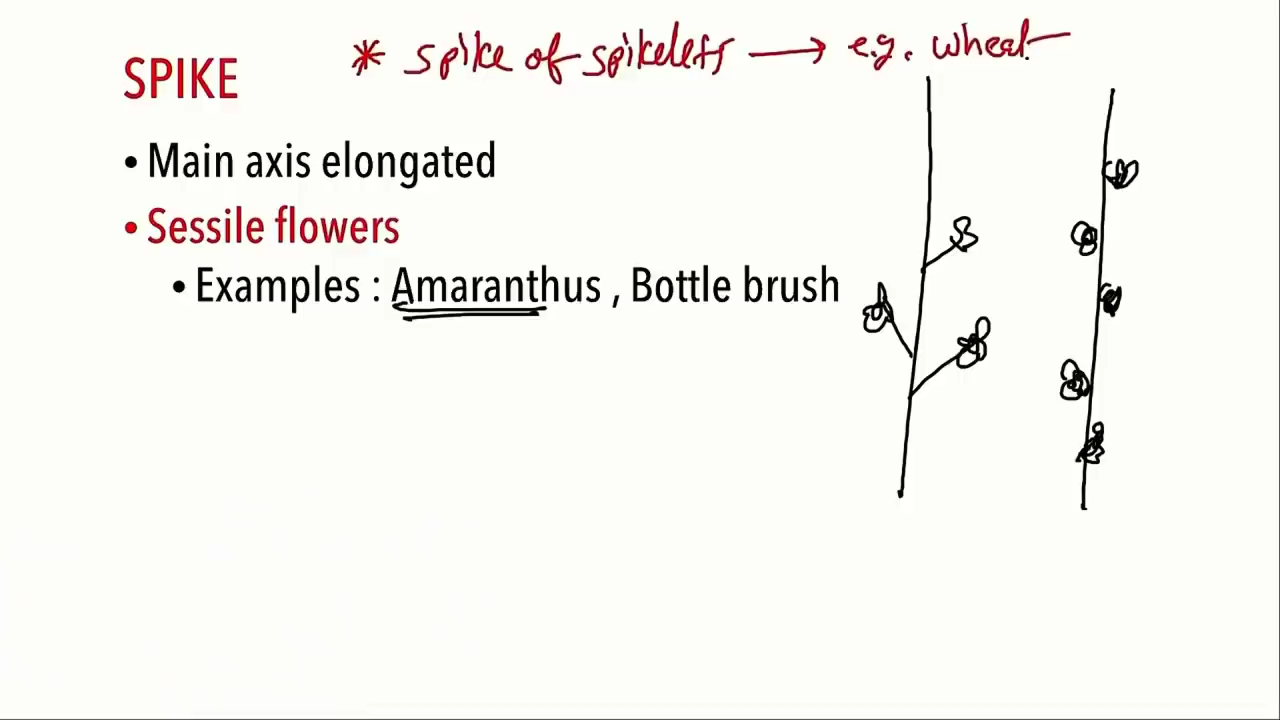 * spike of spikelets → e.g. wheat
SPIKE
• Main axis elongated
• Sessile flowers
• Examples : Amaranthus , Bottle brush